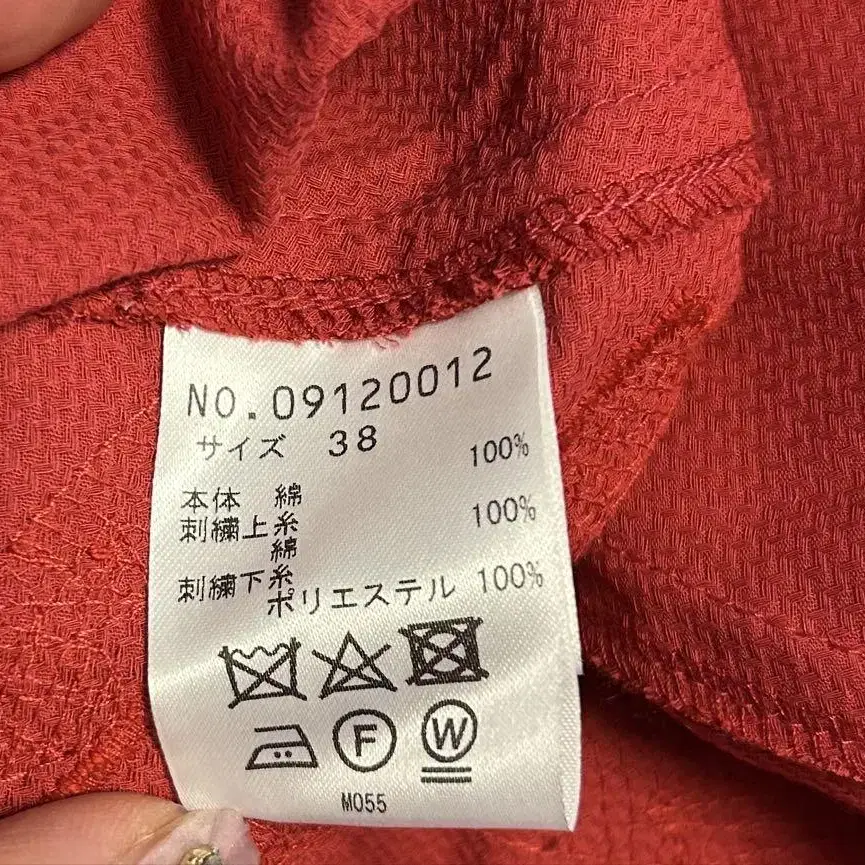 NO.09120012
サイズ 38
本体 綿 100%
刺繍上糸
綿 100%
刺繍下糸
ポリエステル 100%
F W
M055